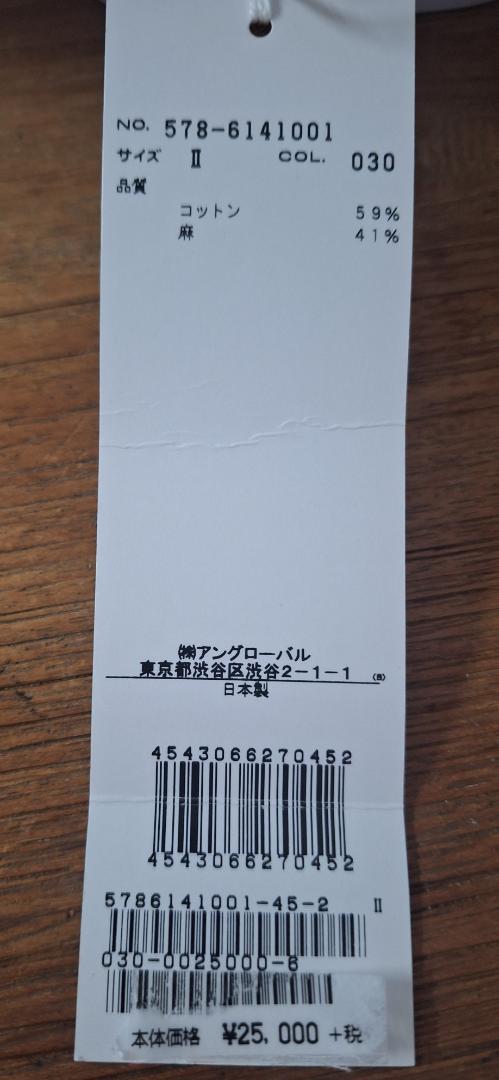 NO. 578-6141001
サイズ II COL. 030
品質
コットン 59%
麻 41%
㈱アングローバル
東京都渋谷区渋谷2-1-1 (B)
日本製
4543066270452
4543066270452
5786141001-45-2 II
030-0025000-6
本体価格 ¥25,000 +税